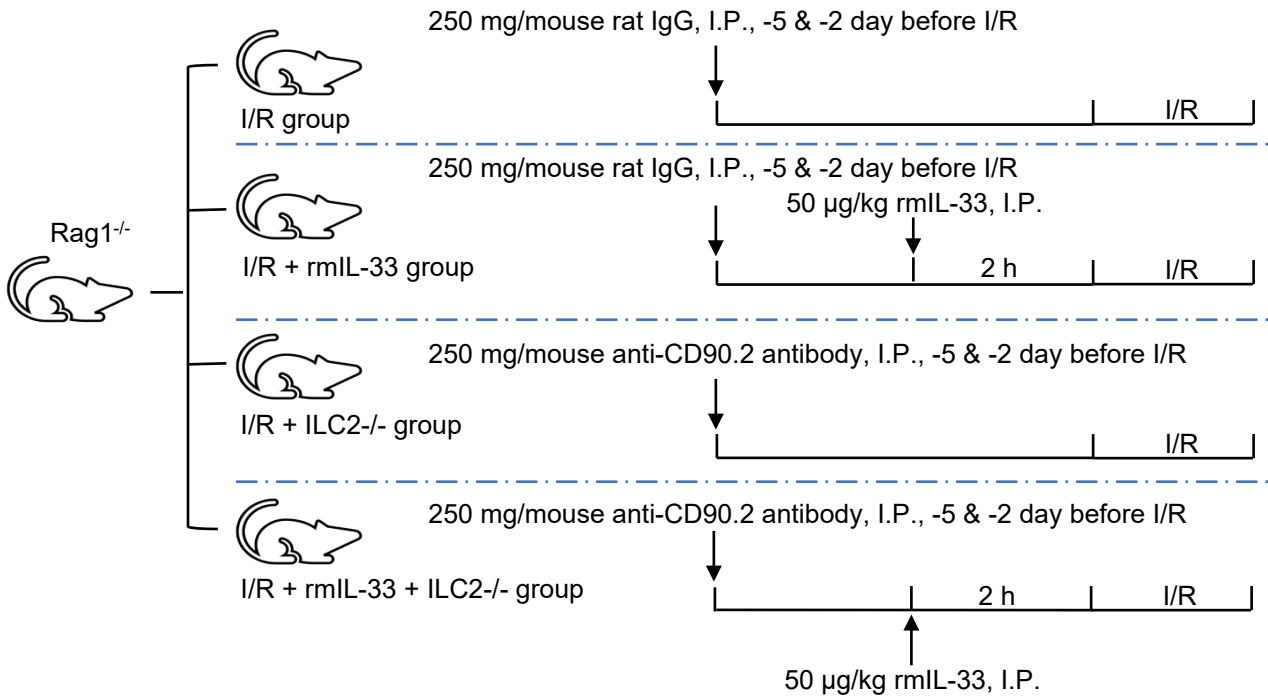 250 mg/mouse rat IgG, I.P., -5 & -2 day before I/R
I/R group
I/R
250 mg/mouse rat IgG, I.P., -5 & -2 day before I/R
50 µg/kg rmIL-33, I.P.
Rag1-/-
I/R + rmIL-33 group
2 h
I/R
250 mg/mouse anti-CD90.2 antibody, I.P., -5 & -2 day before I/R
I/R + ILC2-/- group
I/R
250 mg/mouse anti-CD90.2 antibody, I.P., -5 & -2 day before I/R
I/R + rmIL-33 + ILC2-/- group
2 h
I/R
50 µg/kg rmIL-33, I.P.